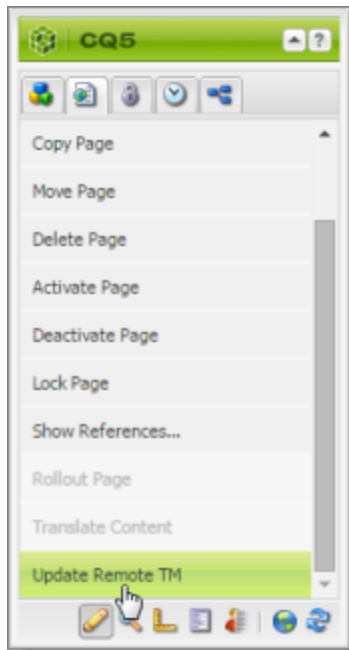 CQ5
?
Copy Page
Move Page
Delete Page
Activate Page
Deactivate Page
Lock Page
Show References...
Rollout Page
Translate Content
Update Remote TM